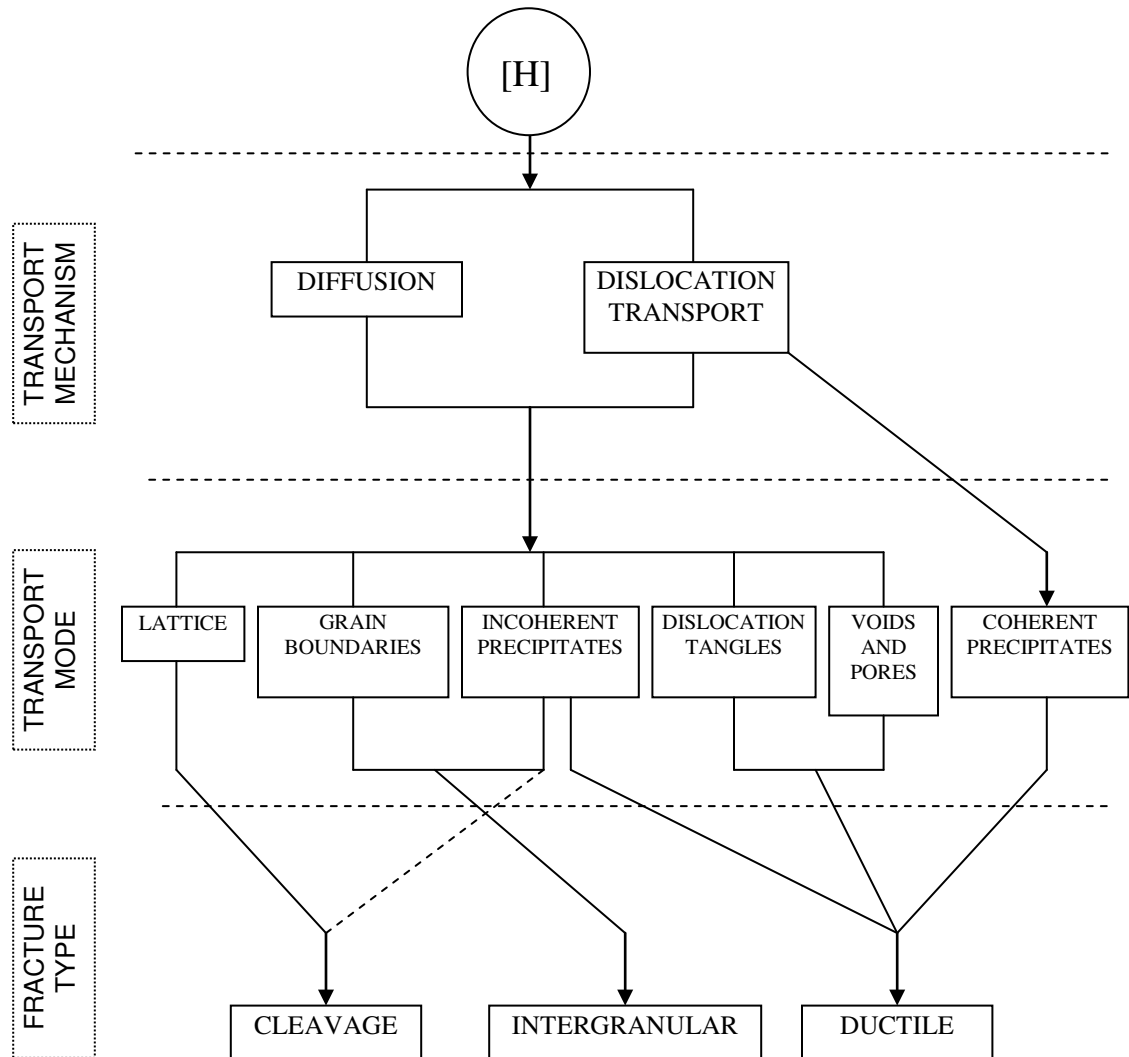 [H]
TRANSPORT
MECHANISM
DIFFUSION
DISLOCATION
TRANSPORT
TRANSPORT
MODE
LATTICE
GRAIN
BOUNDARIES
INCOHERENT
PRECIPITATES
DISLOCATION
TANGLES
VOIDS
AND
PORES
COHERENT
PRECIPITATES
FRACTURE
TYPE
CLEAVAGE
INTERGRANULAR
DUCTILE